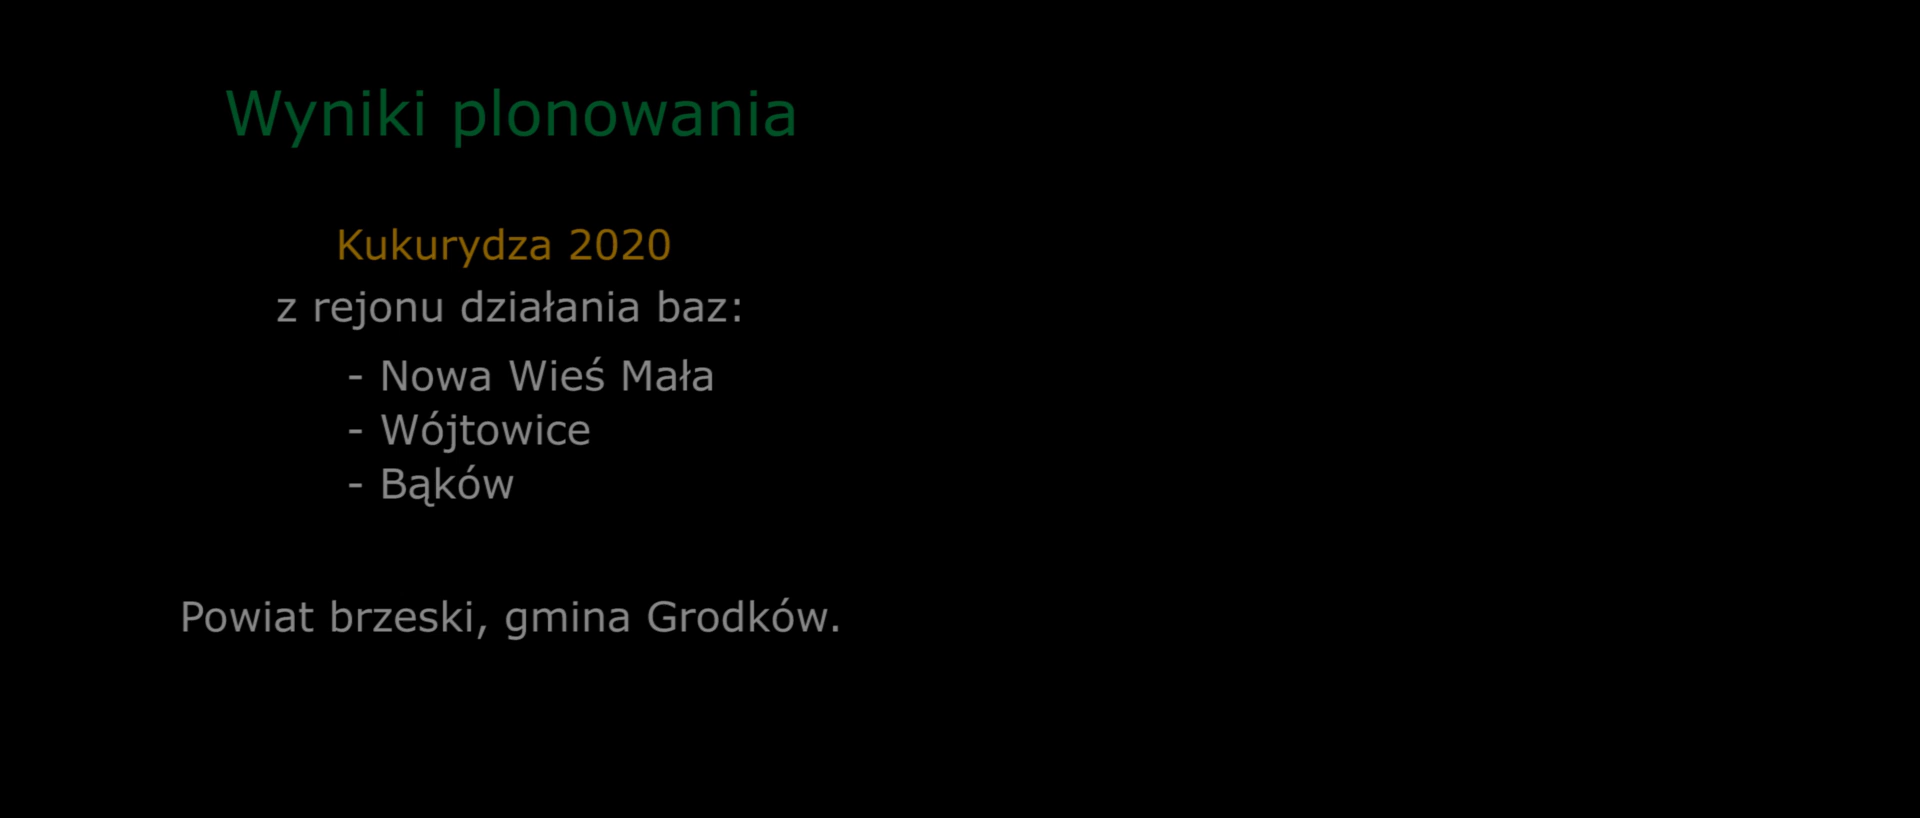 Wyniki plonowania
Kukurydza 2020
z rejonu działania baz:
- Nowa Wieś Mała
- Wójtowice
- Bąków
Powiat brzeski, gmina Grodków.